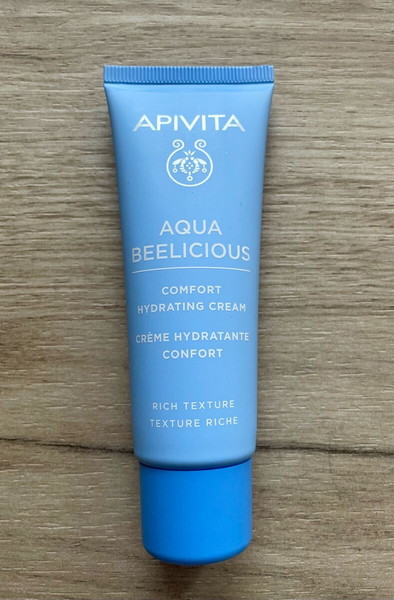 APIVITA
AQUA
BEELICIOUS
COMFORT
HYDRATING CREAM
CRÈME HYDRATANTE
CONFORT
RICH TEXTURE
TEXTURE RICHE